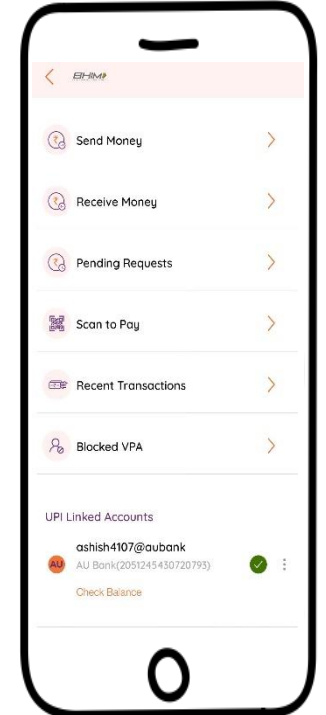 BHIM
Send Money
Receive Money
Pending Requests
Scan to Pay
Recent Transactions
Blocked VPA
UPI Linked Accounts
ashish4107@aubank
AU
AU Bank(2051245430720793)
Check Balance